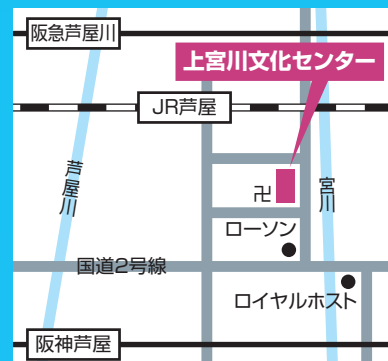 阪急芦屋川
上宮川文化センター
JR芦屋
芦屋川
宮川
卍
ローソン
国道2号線
ロイヤルホスト
阪神芦屋